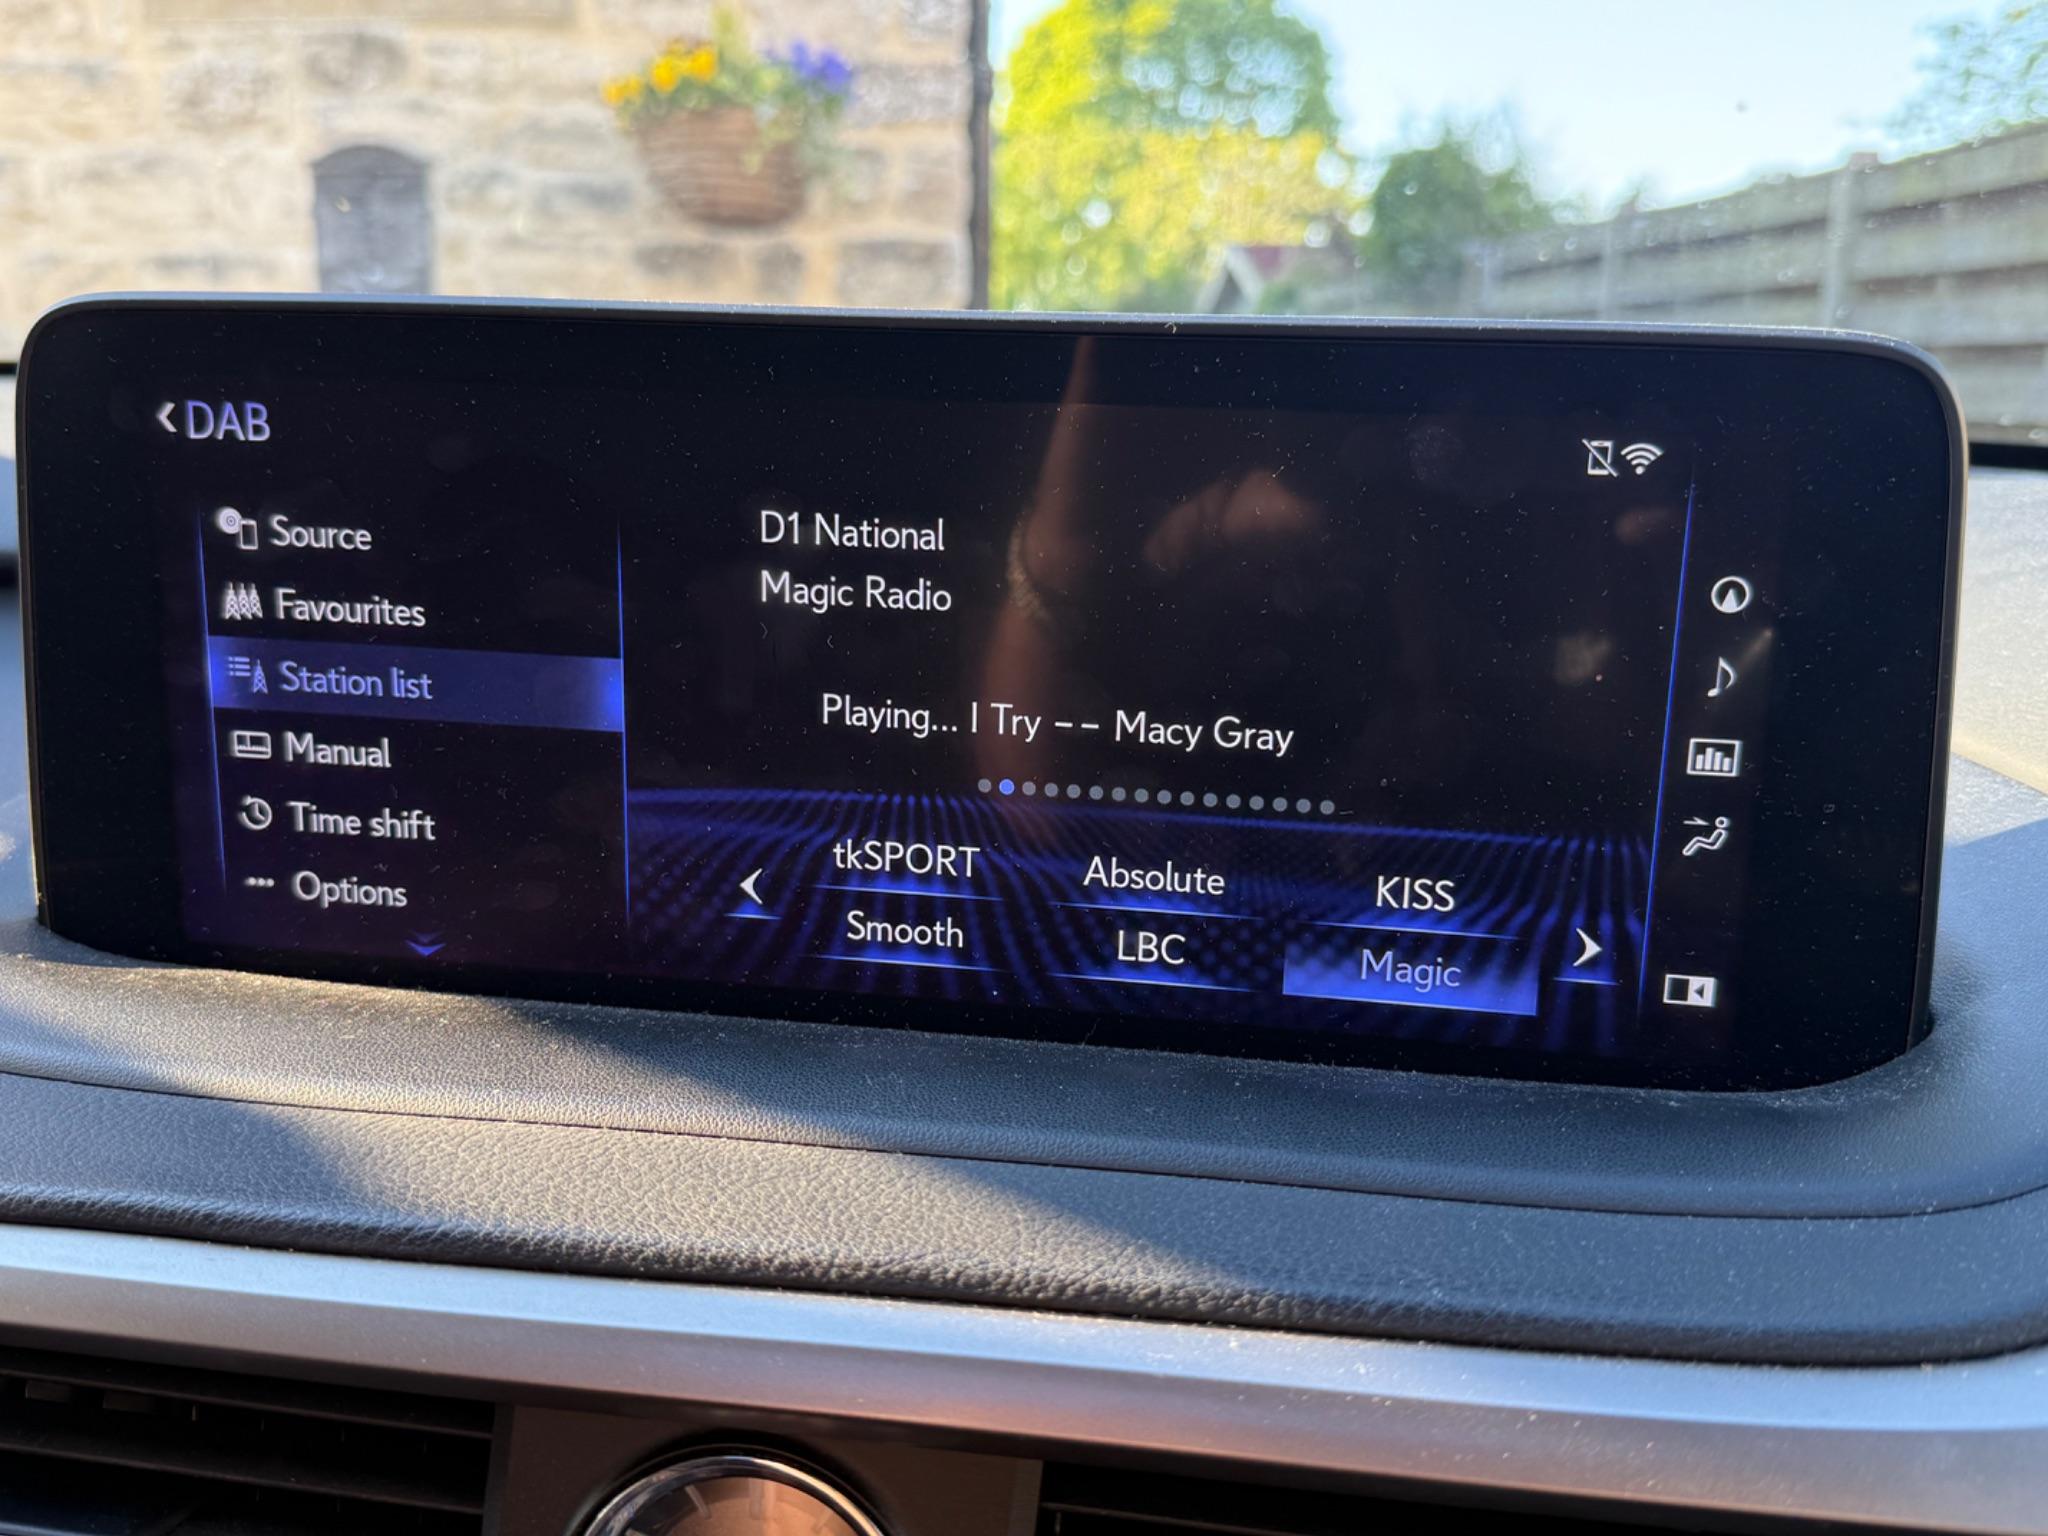 DAB
Source
Favourites
Station list
Manual
Time shift
Options
D1 National
Magic Radio
Playing... I Try -- Macy Gray
tkSPORT
Absolute
KISS
Smooth
LBC
Magic